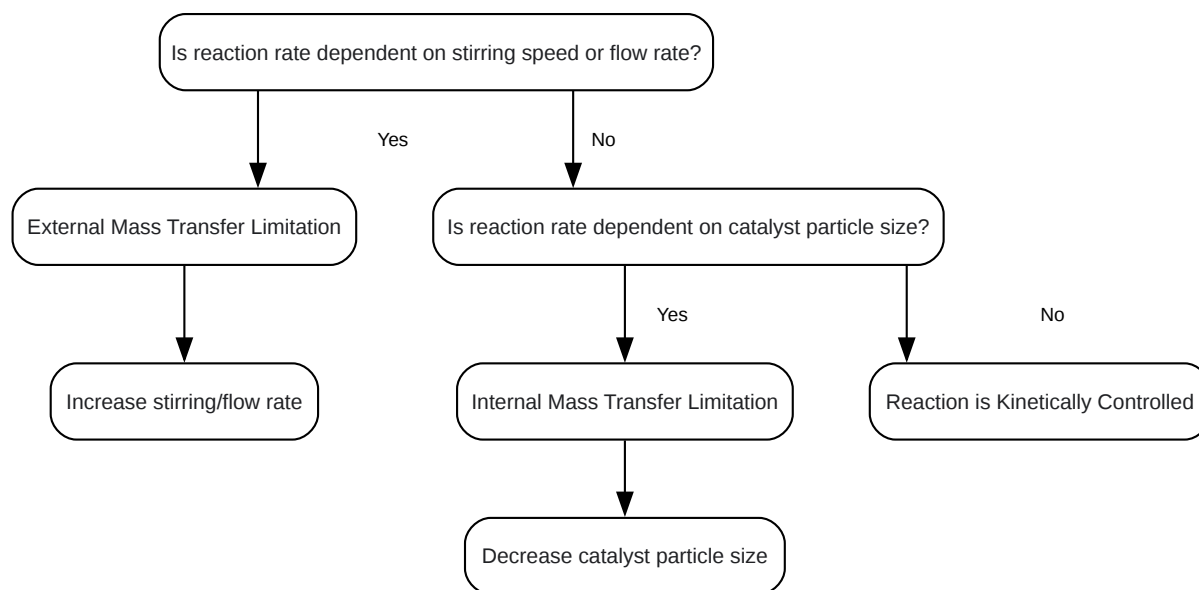 Is reaction rate dependent on stirring speed or flow rate?
Yes
No
External Mass Transfer Limitation
Is reaction rate dependent on catalyst particle size?
Yes
No
Increase stirring/flow rate
Internal Mass Transfer Limitation
Reaction is Kinetically Controlled
Decrease catalyst particle size